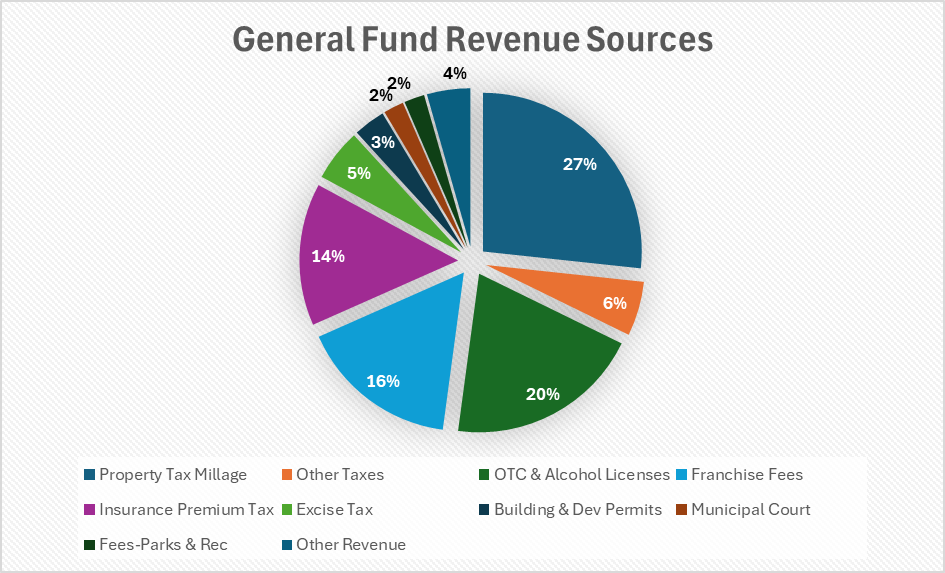 General Fund Revenue Sources
4%
2%
2%
27%
3%
5%
14%
6%
16%
20%
Property Tax Millage Other Taxes OTC & Alcohol Licenses Franchise Fees
Insurance Premium Tax Excise Tax Building & Dev Permits Municipal Court
Fees-Parks & Rec Other Revenue